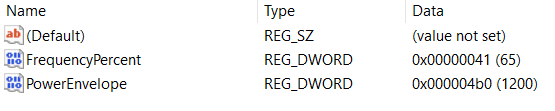 Name Type Data
(Default) REG_SZ (value not set)
FrequencyPercent REG_DWORD 0x00000041 (65)
PowerEnvelope REG_DWORD 0x000004b0 (1200)